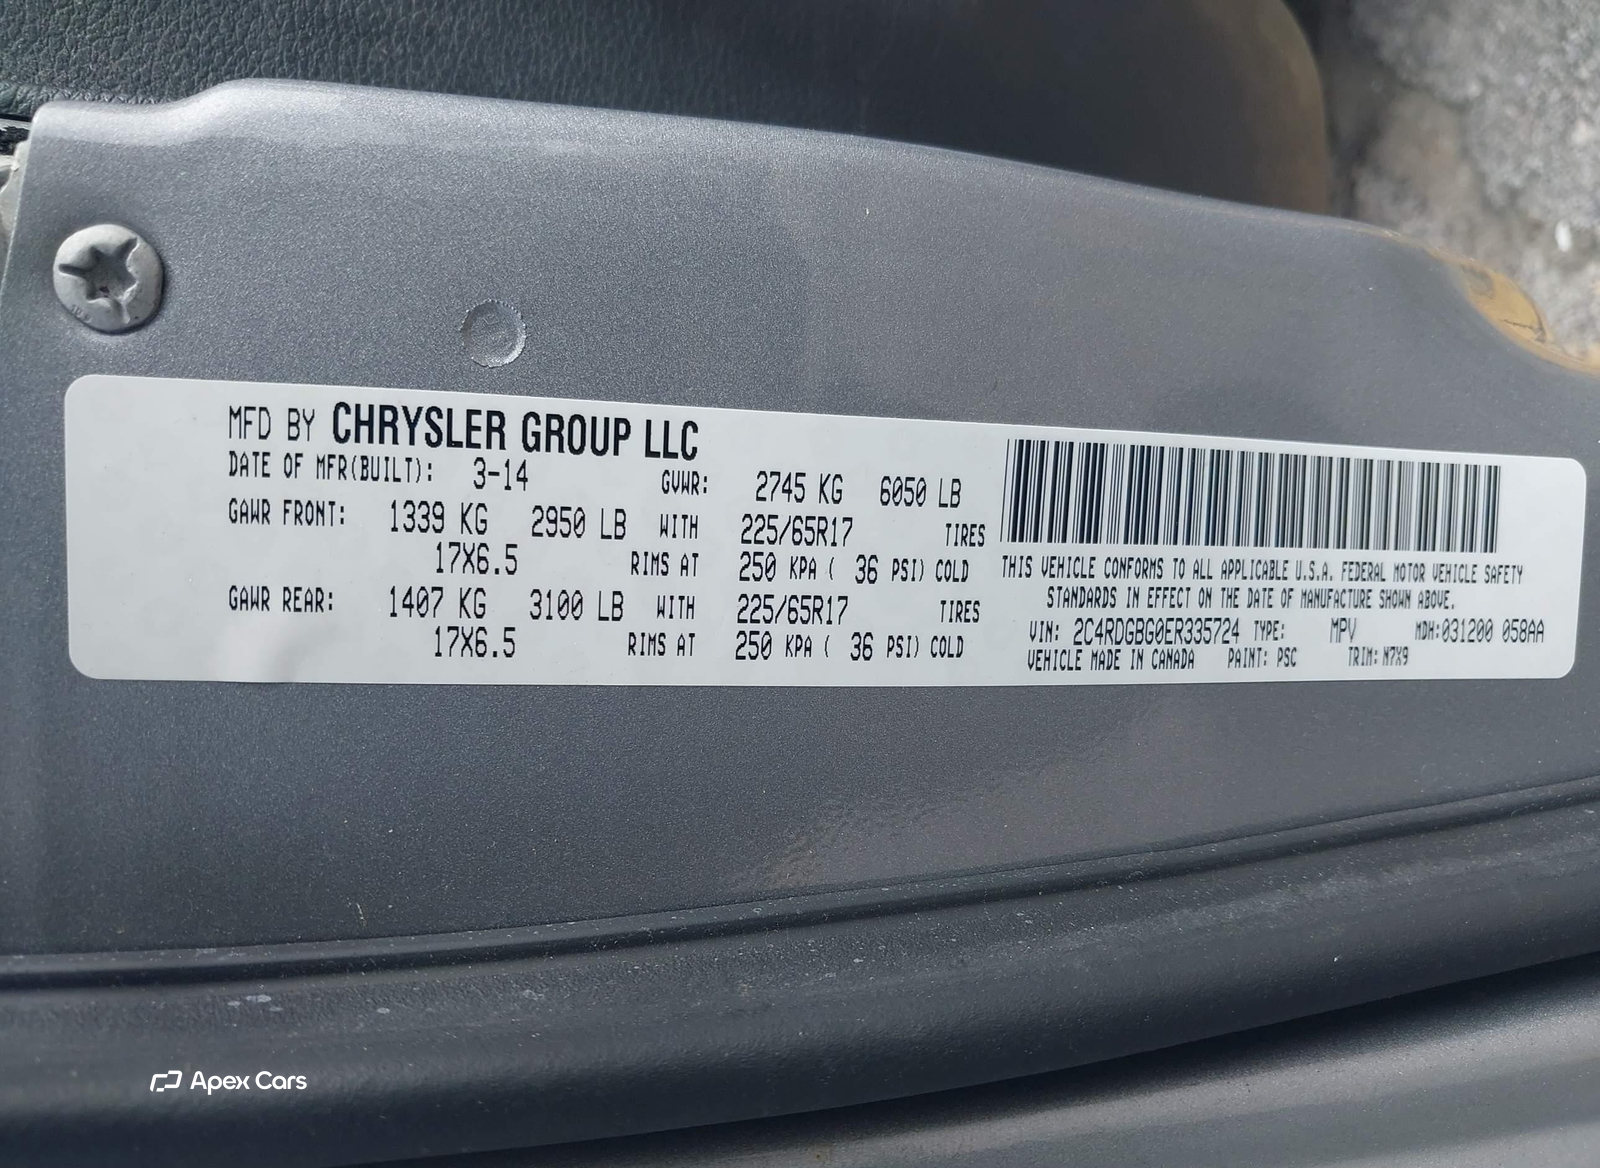 MFD BY CHRYSLER GROUP LLC
DATE OF MFR(BUILT): 3-14 GVWR: 2745 KG 6050 LB
GAWR FRONT: 1339 KG 2950 LB WITH 225/65R17 TIRES
17X6.5 RIMS AT 250 KPA ( 36 PSI) COLD
GAWR REAR: 1407 KG 3100 LB WITH 225/65R17 TIRES
17X6.5 RIMS AT 250 KPA ( 36 PSI) COLD
THIS VEHICLE CONFORMS TO ALL APPLICABLE U.S.A. FEDERAL MOTOR VEHICLE SAFETY
STANDARDS IN EFFECT ON THE DATE OF MANUFACTURE SHOWN ABOVE.
VIN: 2C4RDGBG0ER335724 TYPE: MPV MDH:031200 058AA
VEHICLE MADE IN CANADA PAINT: PSC TRIM: N7X9
Apex Cars